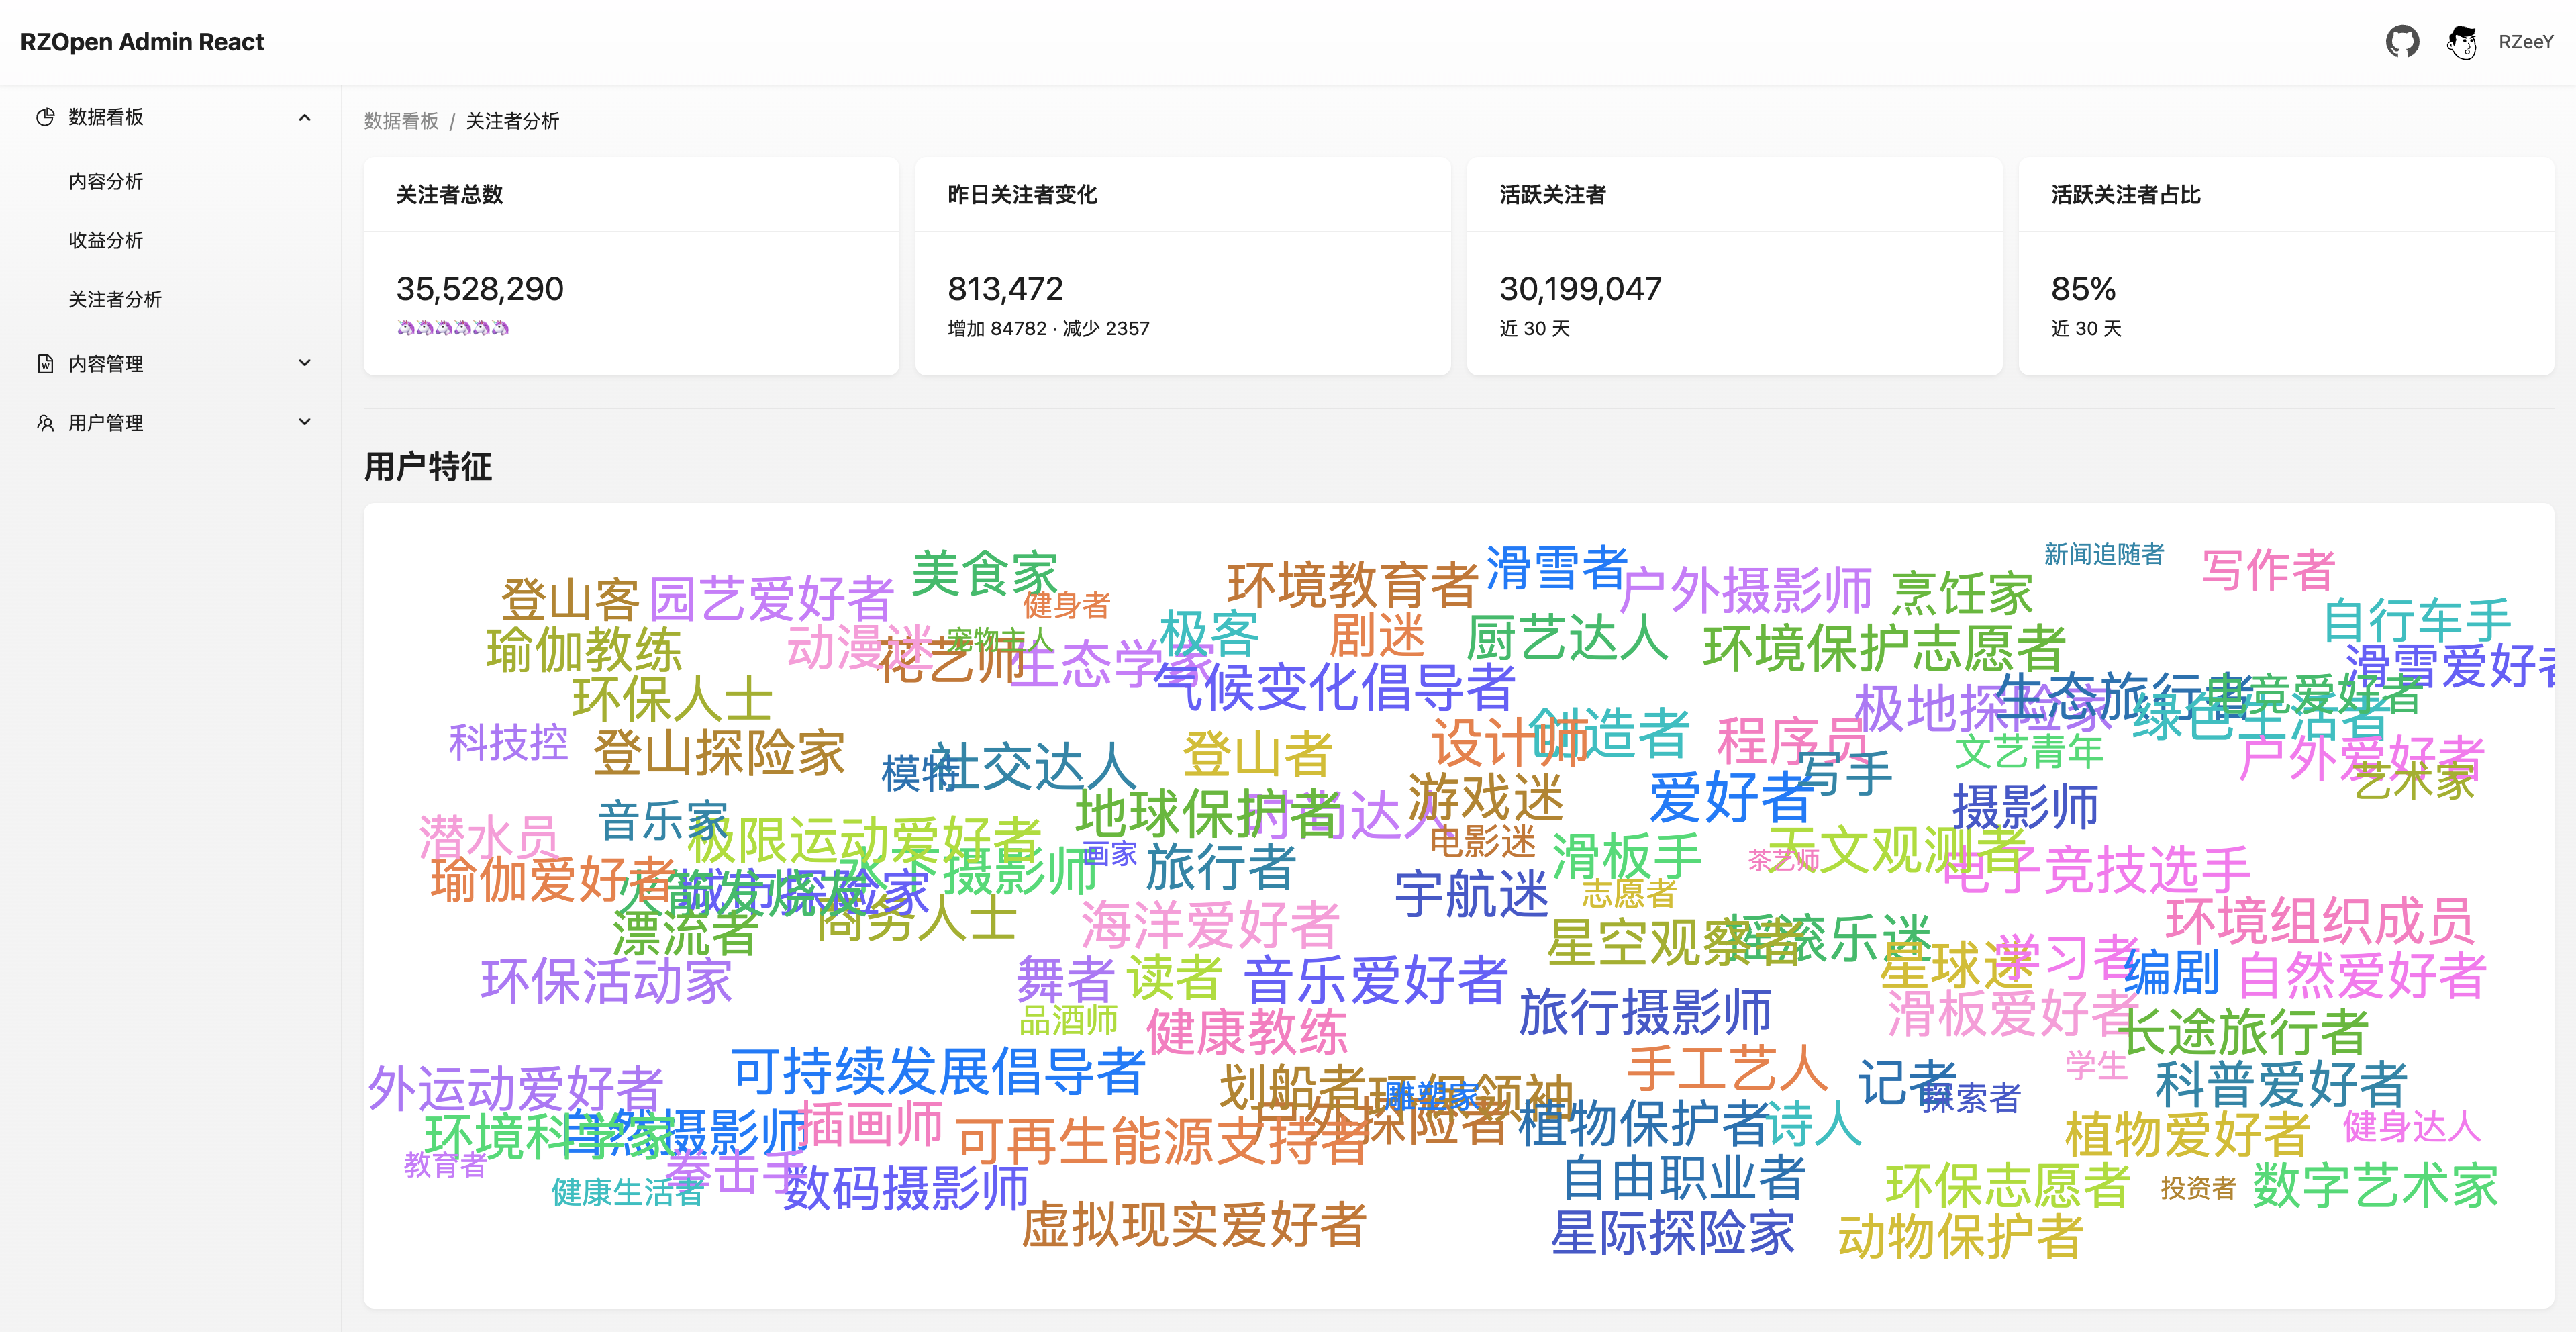 RZOpen Admin React
RZeeY
数据看板
内容分析
收益分析
关注者分析
内容管理
用户管理
数据看板 / 关注者分析
关注者总数
35,528,290
🦄🦄🦄🦄🦄🦄
昨日关注者变化
813,472
增加 84782 · 减少 2357
活跃关注者
30,199,047
近 30 天
活跃关注者占比
85%
近 30 天
用户特征
新闻追随者
美食家
滑雪者
写作者
环境教育者
户外摄影师
烹饪家
登山客
园艺爱好者
健身者
自行车手
极客
剧迷
厨艺达人
环境保护志愿者
瑜伽教练
动漫迷
宠物主人
花艺师
生态学家
滑雪爱好者
气候变化倡导者
环保人士
生态旅行者
电竞爱好者
极地探险家
绿色生活者
科技控
登山探险家
登山者
设计师
创造者
程序员
文艺青年
户外爱好者
模特
社交达人
写手
艺术家
游戏迷
爱好者
摄影师
音乐家
地球保护者
时尚达人
潜水员
极限运动爱好者
画家
电影迷
滑板手
茶艺师
天文观测者
电子竞技选手
瑜伽爱好者
水下摄影师
旅行者
城市探险家
宇航迷
志愿者
漂流者
商务人士
海洋爱好者
星空观察者
摇滚乐迷
环境组织成员
环保活动家
舞者
读者
音乐爱好者
星球迷
学习者
编剧
自然爱好者
品酒师
健康教练
旅行摄影师
滑板爱好者
长途旅行者
外运动爱好者
可持续发展倡导者
划船者
环保领袖
雕塑家
手工艺人
记者
探索者
学生
科普爱好者
环境科学家
自然摄影师
插画师
可再生能源支持者
户外探险者
植物保护者
诗人
植物爱好者
健身达人
教育者
拳击手
健康生活者
数码摄影师
自由职业者
环保志愿者
投资者
数字艺术家
虚拟现实爱好者
星际探险家
动物保护者